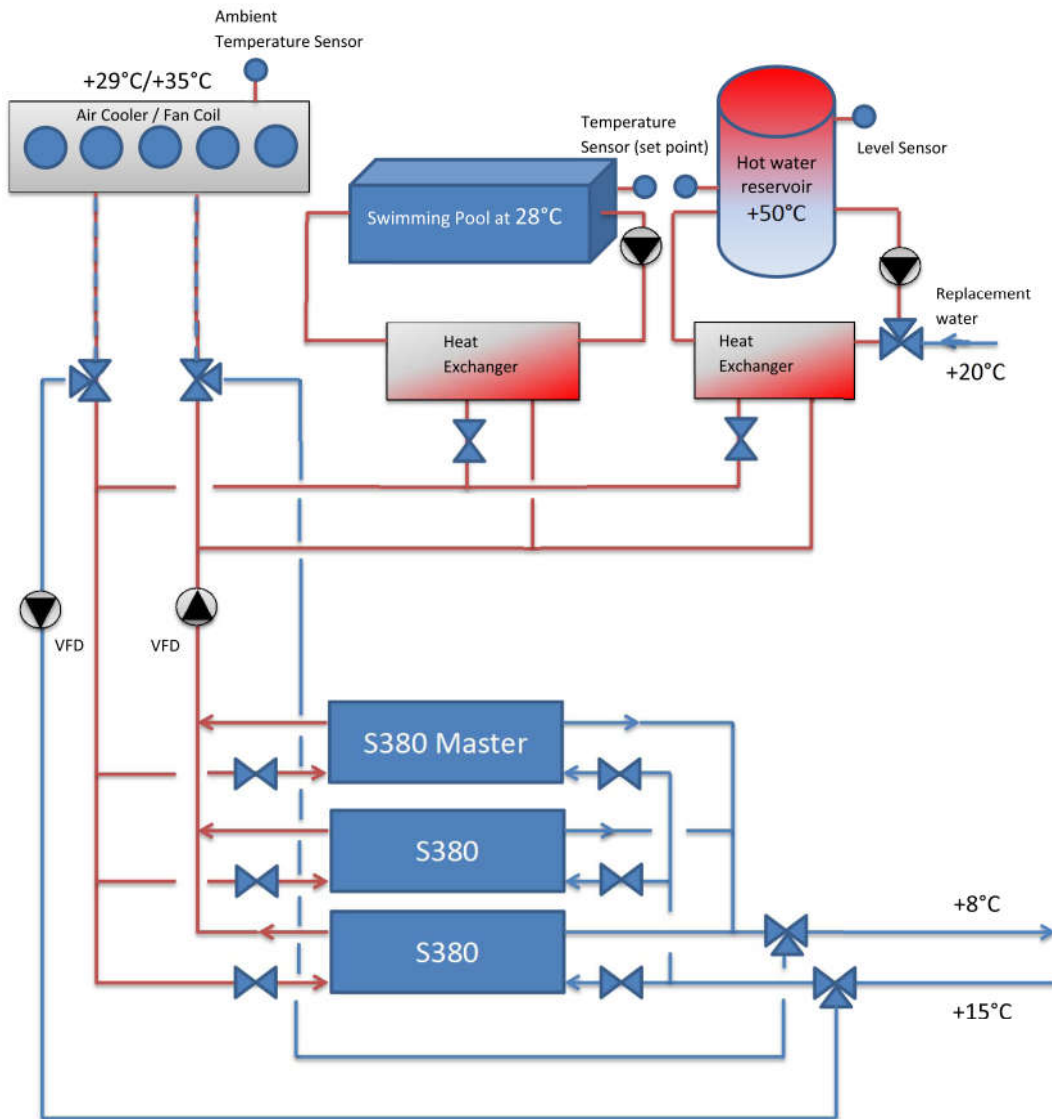 Ambient
Temperature Sensor
+29°C/+35°C
Air Cooler / Fan Coil
Temperature
Sensor (set point)
Level Sensor
Hot water
reservoir
+50°C
Swimming Pool at 28°C
Replacement
water
+20°C
Heat
Exchanger
Heat
Exchanger
VFD
VFD
S380 Master
S380
S380
+8°C
+15°C